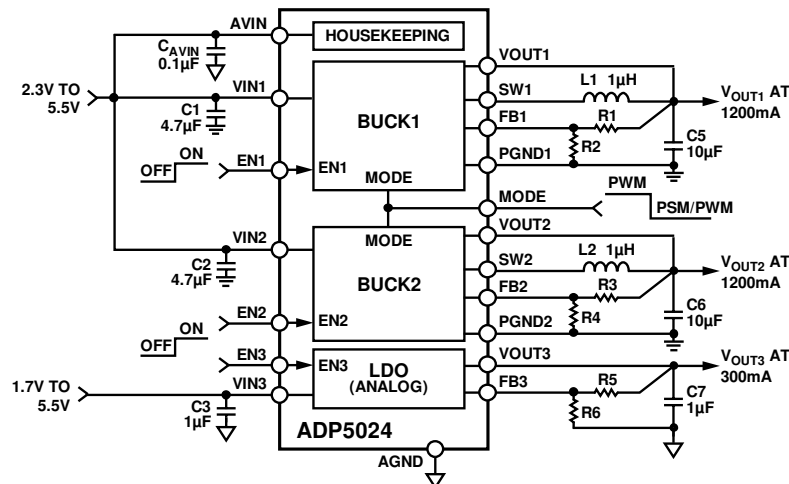 AVIN
HOUSEKEEPING
CAVIN
0.1µF
VOUT1
L1 1µH
VOUT1 AT
1200mA
2.3V TO
5.5V
VIN1
SW1
C1
4.7µF
BUCK1
FB1
R1
R2
C5
10µF
ON
OFF
EN1
EN1
PGND1
MODE
MODE
PWM
PSM/PWM
VOUT2
MODE
VIN2
L2 1µH
SW2
VOUT2 AT
1200mA
C2
4.7µF
BUCK2
FB2
R3
R4
C6
10µF
ON
OFF
EN2
EN2
PGND2
EN3
EN3
VOUT3
VOUT3 AT
300mA
1.7V TO
5.5V
VIN3
LDO
(ANALOG)
FB3
R5
R6
C7
1µF
C3
1µF
ADP5024
AGND